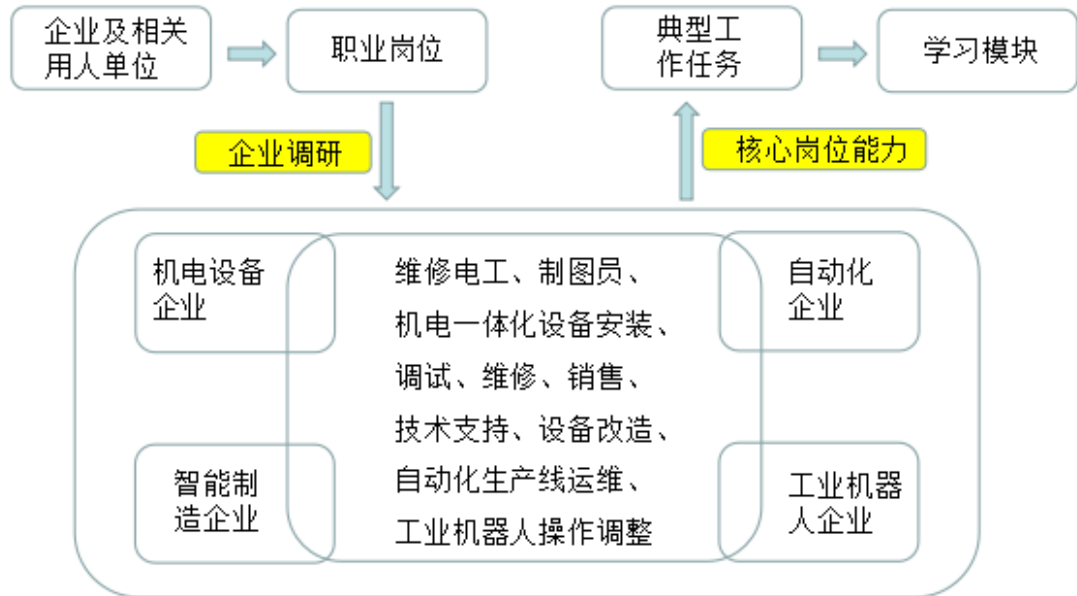 企业及相关
用人单位
职业岗位
典型工
作任务
学习模块
企业调研
核心岗位能力
机电设备
企业
维修电工、制图员、
机电一体化设备安装、
调试、维修、销售、
技术支持、设备改造、
自动化生产线运维、
工业机器人操作调整
自动化
企业
智能制
造企业
工业机器
人企业